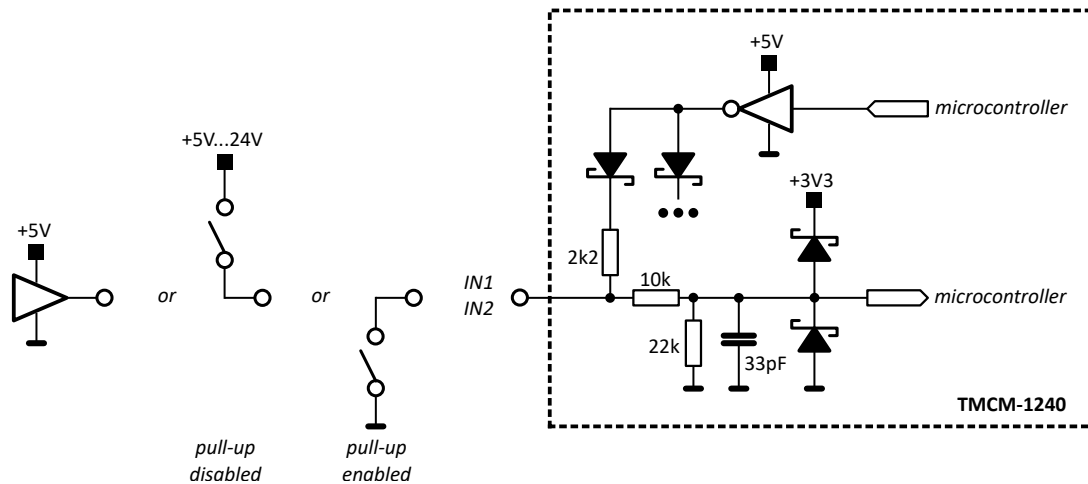 +5V
microcontroller
+5V...24V
+3V3
+5V
2k2
10k
IN1
IN2
or
or
microcontroller
22k
33pF
TMCM-1240
pull-up
disabled
pull-up
enabled